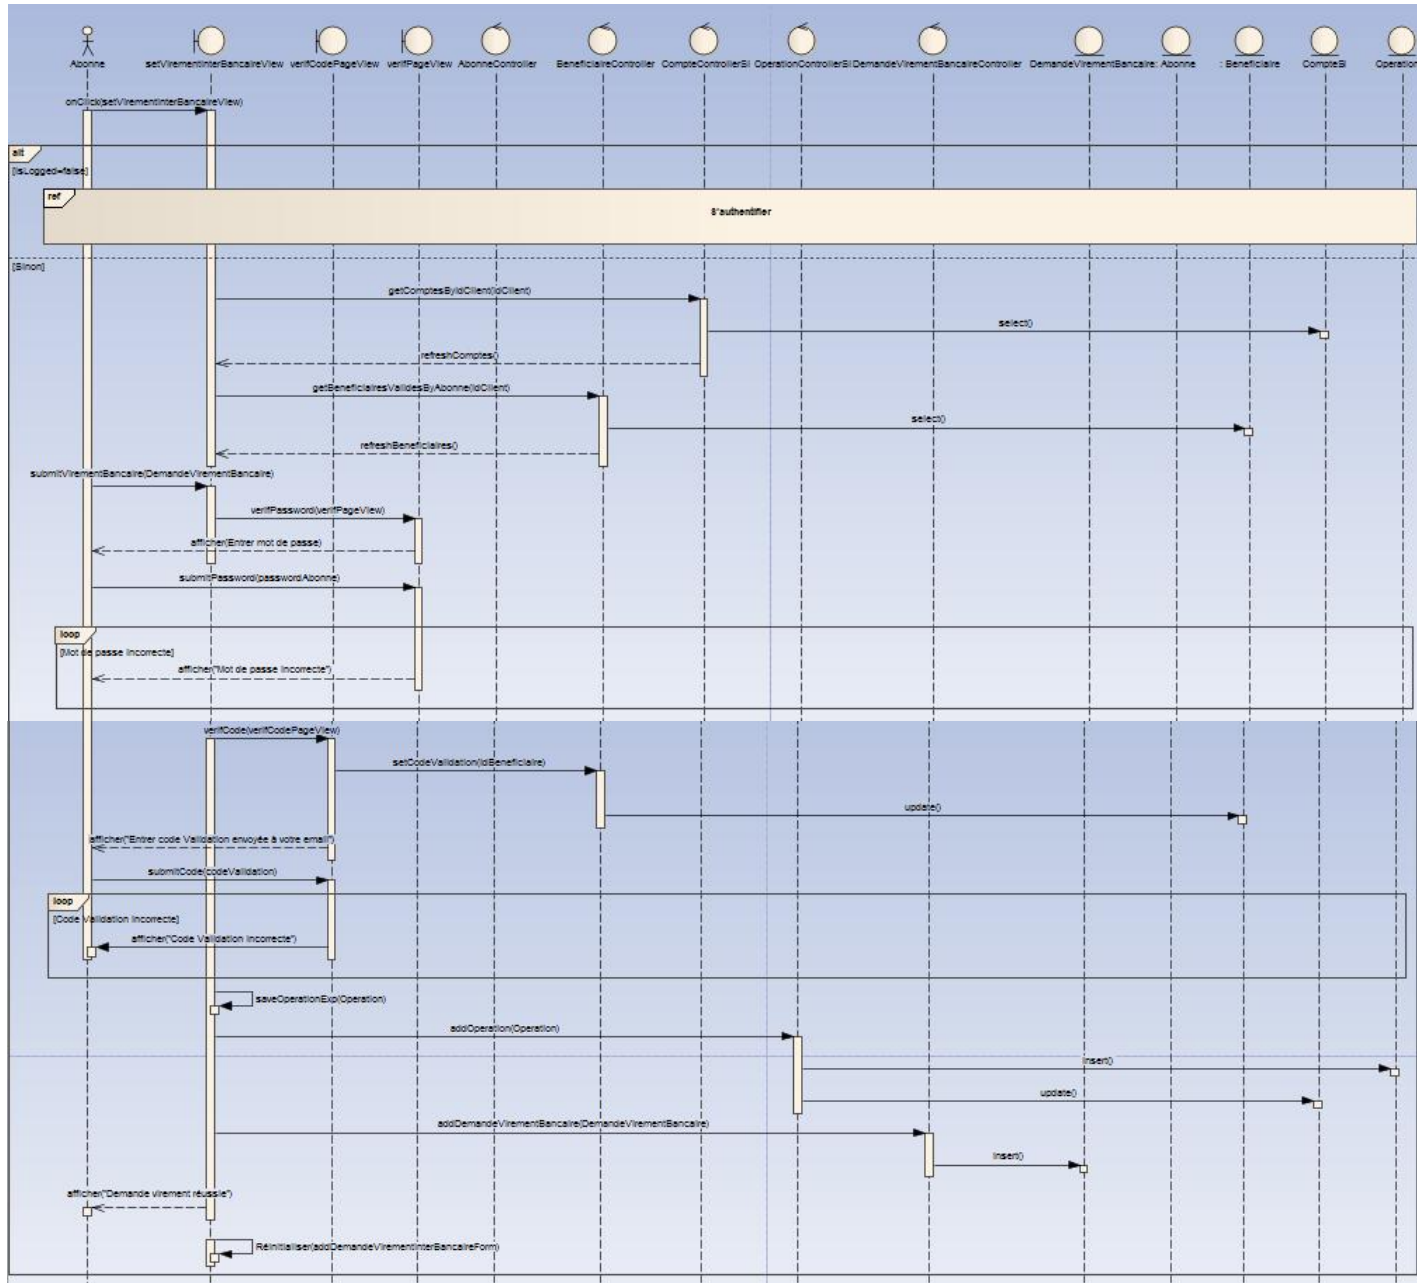 Abonne
setVirementInterBancaireView
verifCodePageView
verifPageView
AbonneController
BeneficiaireController
CompteControllerSI
OperationControllerSI
DemandeVirementBancaireController
DemandeVirementBancaire
: Abonne
: Beneficiaire
CompteSI
Operation
onClick(setVirementInterBancaireView)
alt
[isLogged=false]
ref
S'authentifier
[Sinon]
getComptesByIdClient(idClient)
select()
refreshComptes()
getBeneficiairesValidesByAbonne(idClient)
select()
refreshBeneficiaires()
submitVirementBancaire(DemandeVirementBancaire)
verifPassword(verifPageView)
afficher(Entrer mot de passe)
submitPassword(passwordAbonne)
loop
[Mot de passe incorrecte]
afficher("Mot de passe incorrecte")
verifCode(verifCodePageView)
setCodeValidation(idBeneficiaire)
update()
afficher("Entrer code Validation envoyée à votre email")
submitCode(codeValidation)
loop
[Code Validation incorrecte]
afficher("Code Validation incorrecte")
saveOperationExp(Operation)
addOperation(Operation)
insert()
update()
addDemandeVirementBancaire(DemandeVirementBancaire)
insert()
afficher("Demande virement réussie")
Réinitialiser(addDemandeVirementInterBancaireForm)